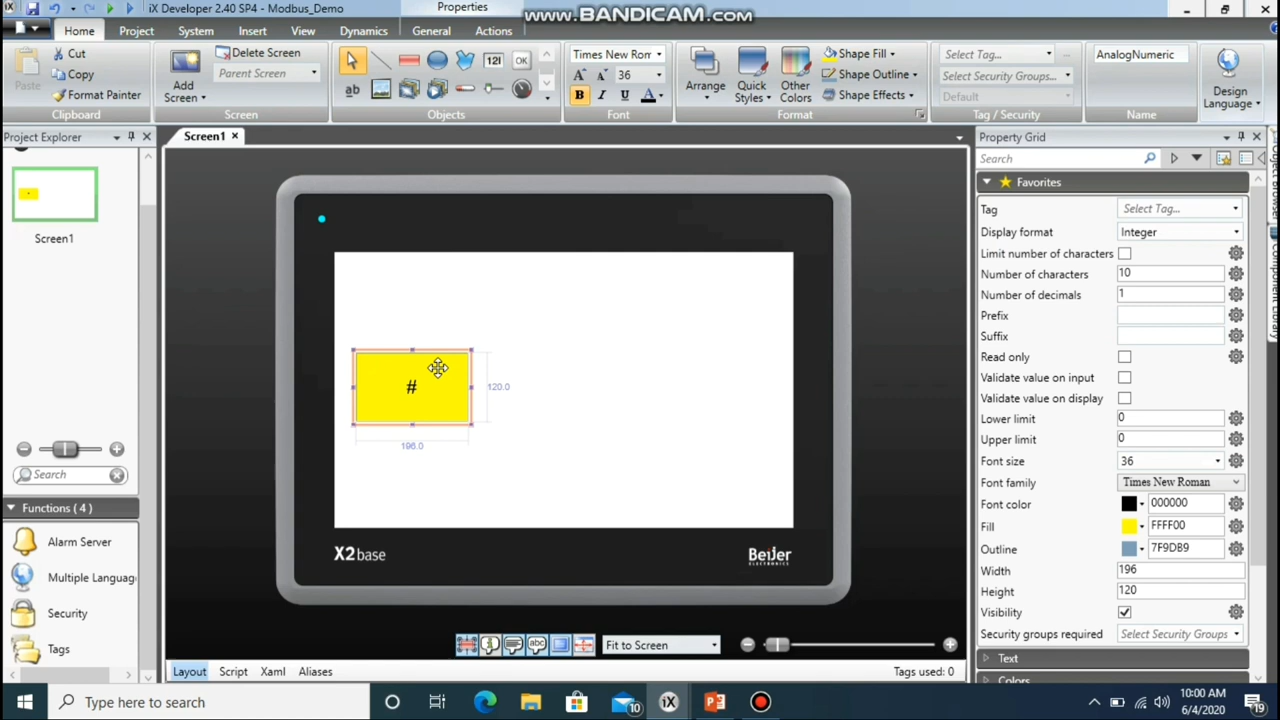 iX Developer 2.40 SP4 - Modbus_Demo
Properties
www.BANDICAM.com
Home
Project
System
Insert
View
Dynamics
General
Actions
Cut
Paste
Copy
Format Painter
Clipboard
Add Screen
Delete Screen
Parent Screen
Screen
Objects
Times New Rom
36
Font
Arrange
Quick Styles
Other Colors
Shape Fill
Shape Outline
Shape Effects
Format
Select Tag...
Select Security Groups...
Default
Tag / Security
AnalogNumeric
Name
Design Language
Project Explorer
Screen1
Search
Functions ( 4 )
Alarm Server
Multiple Languag
Security
Tags
Screen1
#
120.0
196.0
X2 base
Beijer
ELECTRONICS
Fit to Screen
Layout
Script
Xaml
Aliases
Tags used: 0
Property Grid
Search
Favorites
Tag Select Tag...
Display format Integer
Limit number of characters
Number of characters 10
Number of decimals 1
Prefix
Suffix
Read only
Validate value on input
Validate value on display
Lower limit 0
Upper limit 0
Font size 36
Font family Times New Roman
Font color 000000
Fill FFFF00
Outline 7F9DB9
Width 196
Height 120
Visibility
Security groups required Select Security Groups
Text
Colors
Type here to search
10
iX
10:00 AM
6/4/2020
19